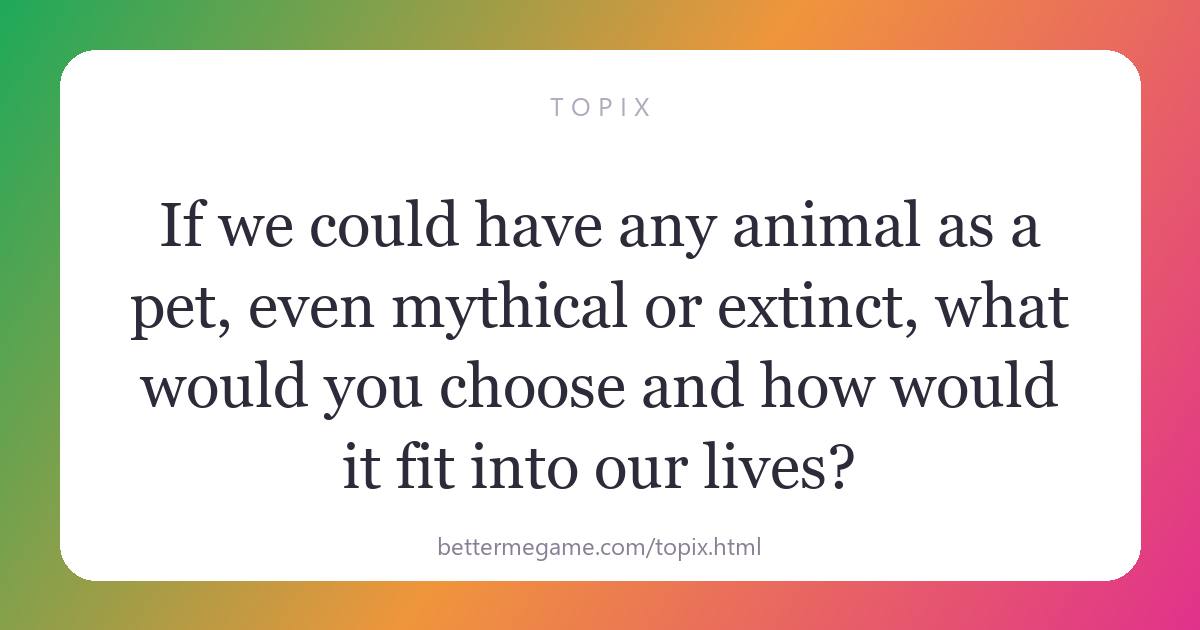 TOPIX
If we could have any animal as a
pet, even mythical or extinct, what
would you choose and how would
it fit into our lives?
bettermegame.com/topix.html